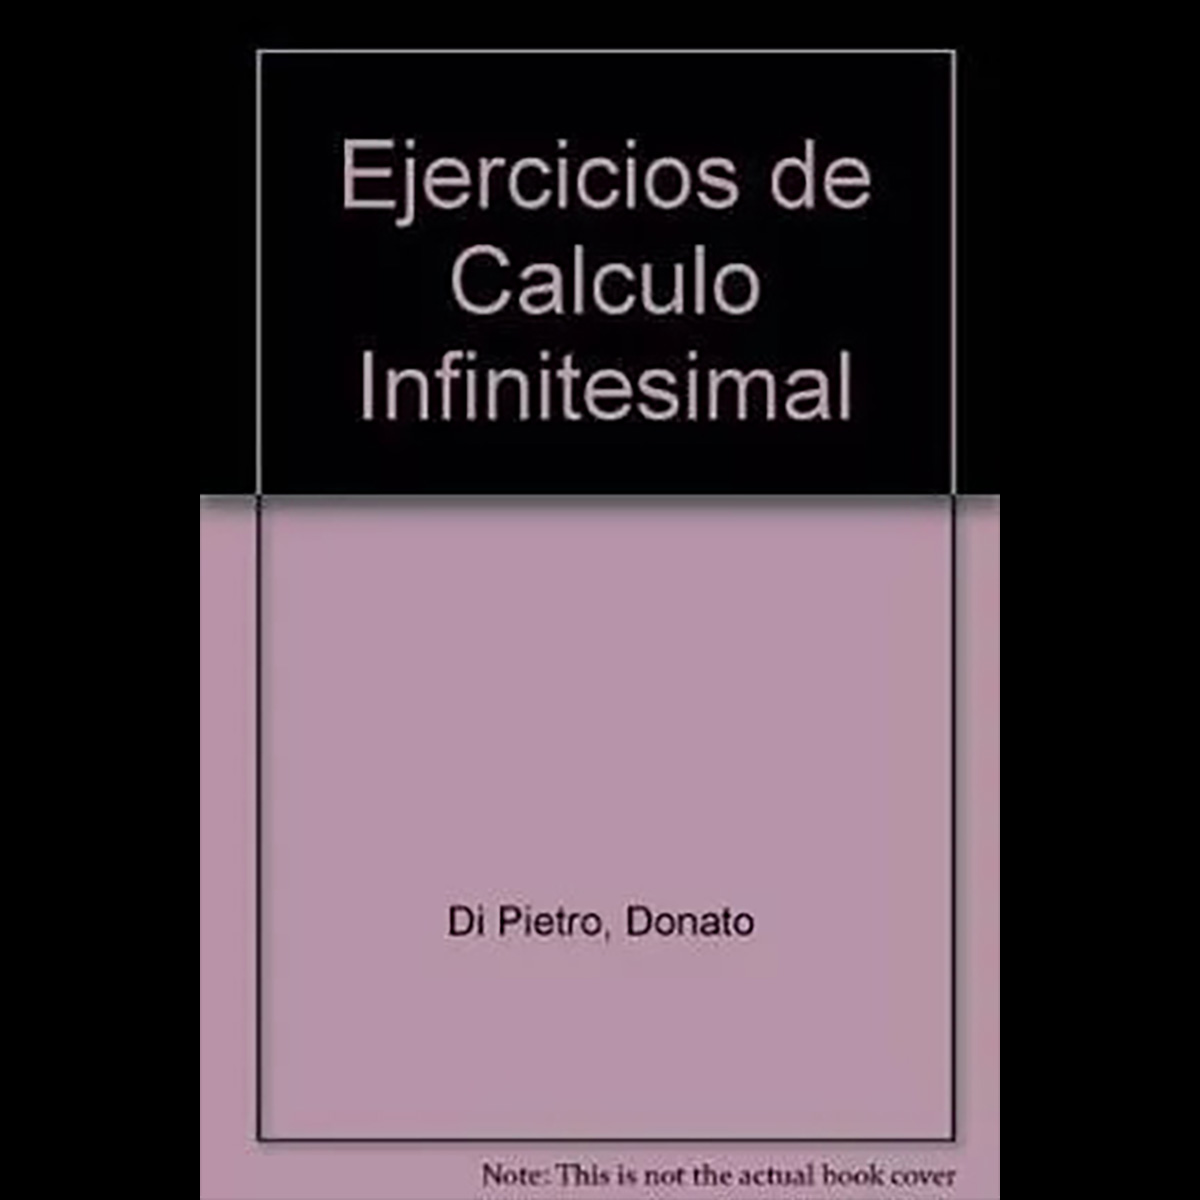 Ejercicios de
Calculo
Infinitesimal
Di Pietro, Donato
Note: This is not the actual book cover